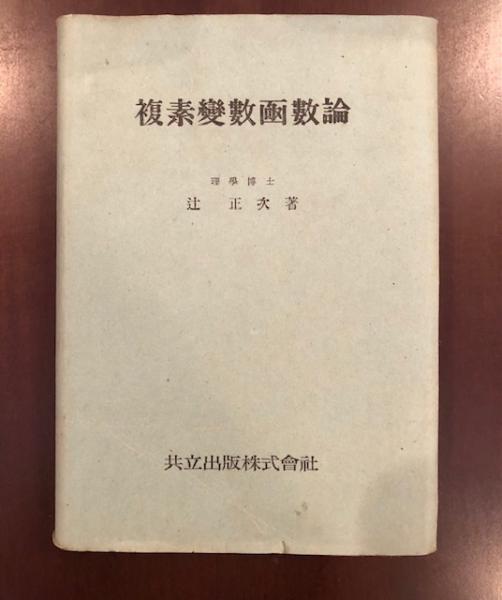 複素變數函數論
理學博士
辻正次著
共立出版株式會社